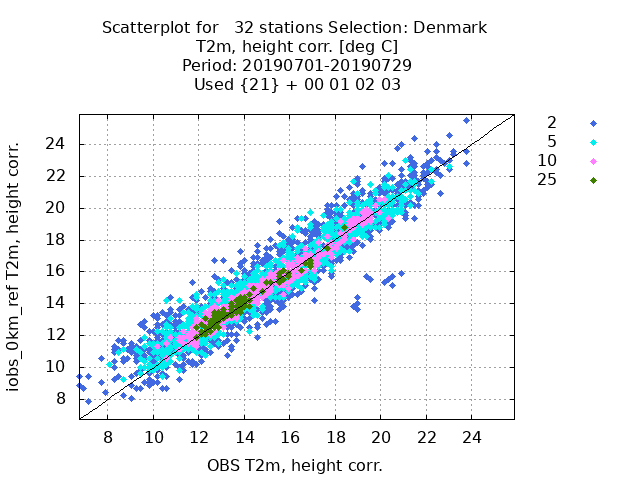 Scatterplot for   32 stations Selection: Denmark
T2m, height corr. [deg C]
Period: 20190701-20190729
Used {21} + 00 01 02 03
2
5
10
25
24
22
20
18
16
14
12
10
8
iobs_0km_ref T2m, height corr.
8 10 12 14 16 18 20 22 24
OBS T2m, height corr.